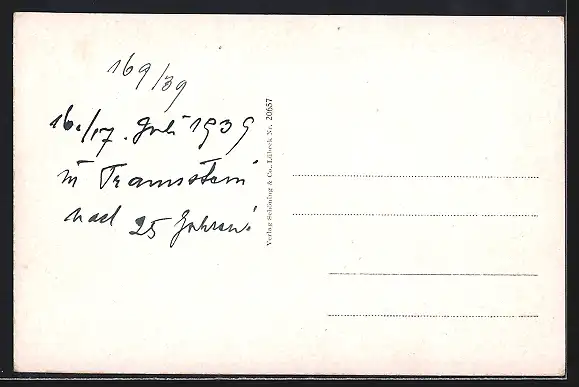 169/39
16./17. Juli 1939
in Traunstein
nach 25 Jahren!
Verlag Schöning & Co., Lübeck Nr. 20657